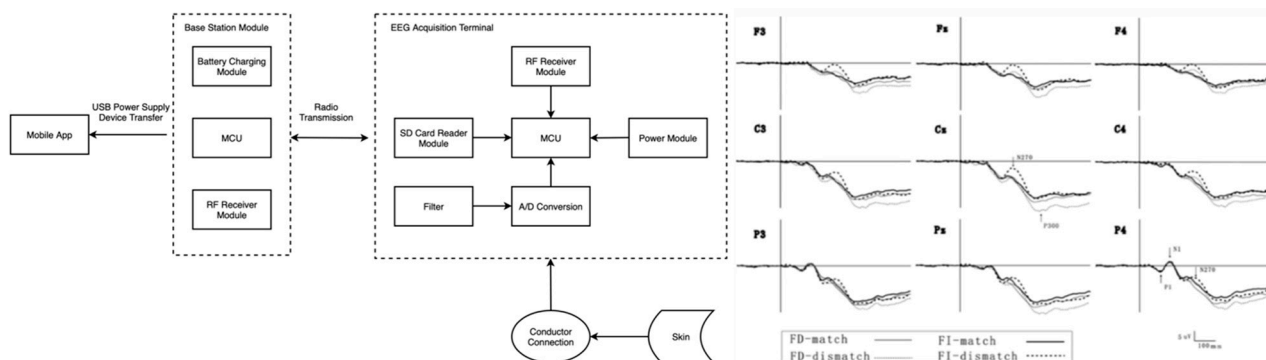 Base Station Module
Battery Charging
Module
MCU
RF Receiver
Module
Mobile App
USB Power Supply
Device Transfer
Radio
Transmission
EEG Acquisition Terminal
RF Receiver
Module
SD Card Reader
Module
MCU
Power Module
Filter
A/D Conversion
Conductor
Connection
Skin
F3
Fz
F4
C3
Cz
N270
P300
C4
P3
Pz
P4
N1
N270
P1
FD-match
FI-match
FD-dismatch
FI-dismatch
5 uV